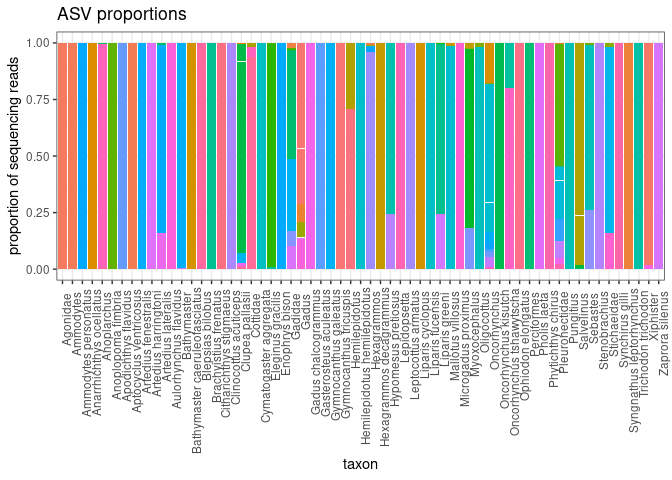 ASV proportions
proportion of sequencing reads
1.00
0.75
0.50
0.25
0.00
Agonidae
Ammodytes
Ammodytes personatus
Anarrhichthys ocellatus
Anoplarchus
Anoplopoma fimbria
Apodichthys flavidus
Aptocyclus ventricosus
Artedius fenestralis
Artedius harringtoni
Artedius lateralis
Aulorhynchus flavidus
Bathymaster
Bathymaster caeruleofasciatus
Blepsias bilobus
Brachyistius frenatus
Citharichthys
Clinocottus acuticeps
Clupea pallasii
Cottidae
Cymatogaster aggregata
Eleginus gracilis
Enophrys bison
Gadidae
Gadus
Gadus chalcogrammus
Gasterosteus aculeatus
Gymnocanthus galeatus
Gymnocanthus tricuspis
Hemilepidotus
Hemilepidotus hemilepidotus
Hexagrammos
Hexagrammos decagrammus
Hypomesus pretiosus
Lepidopsetta
Leptocottus armatus
Liparis cyclopus
Liparis florensis
Liparis greeni
Mallotus villosus
Microgadus proximus
Myoxocephalus
Oligocottus
Oncorhynchus
Oncorhynchus kisutch
Oncorhynchus tshawytscha
Ophiodon elongatus
Perciformes
Pholis laeta
Phytichthys chirus
Pleuronectidae
Pungitius
Salvelinus
Sebastes
Stenobrachius
Stichaeidae
Synchirus gilli
Syngnathus leptorhynchus
Trichodon trichodon
Xiphister
Zaprora silenus
taxon